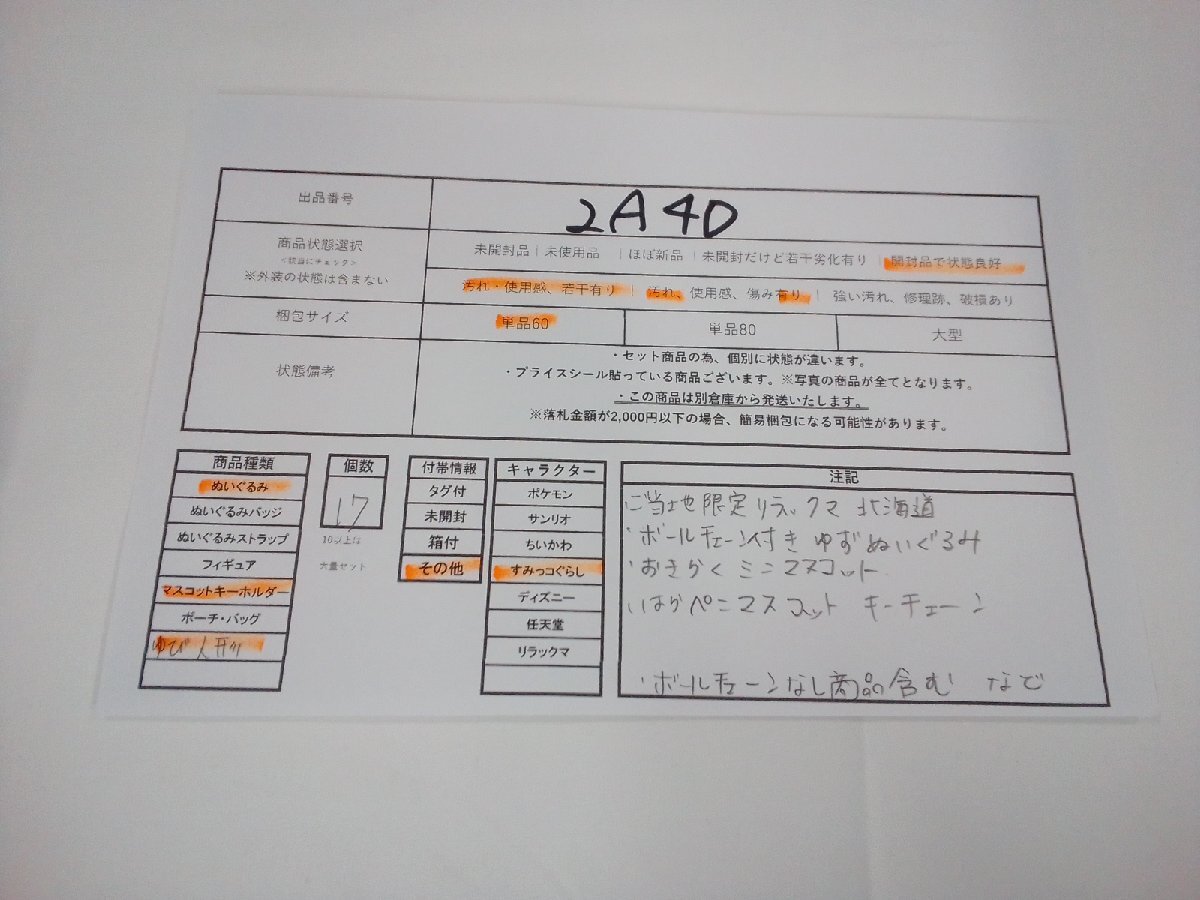 出品番号 2A40
商品状態選択
<該当にチェック>
※外装の状態は含まない
未開封品 | 未使用品 | ほぼ新品 | 未開封だけど若干劣化有り | 開封品で状態良好
汚れ・使用感、若干有り | 汚れ、使用感、傷み有り | 強い汚れ、修理跡、破損あり
梱包サイズ 単品60 単品80 大型
状態備考
・セット商品の為、個別に状態が違います。
・プライスシール貼っている商品ございます。※写真の商品が全てとなります。
・この商品は別倉庫から発送いたします。
※落札金額が2,000円以下の場合、簡易梱包になる可能性があります。
商品種類
ぬいぐるみ
ぬいぐるみバッジ
ぬいぐるみストラップ
フィギュア
マスコットキーホルダー
ポーチ・バッグ
ゆび人形
個数
17
10以上は
大量セット
付帯情報
タグ付
未開封
箱付
その他
キャラクター
ポケモン
サンリオ
ちいかわ
すみっコぐらし
ディズニー
任天堂
リラックマ
注記
ご当地限定リラックマ 北海道
・ボールチェーン付き ゆずぬいぐるみ
・おきがくミニマスコット
マスコット キーチェーン
・ボールチェーンなし商品含む など